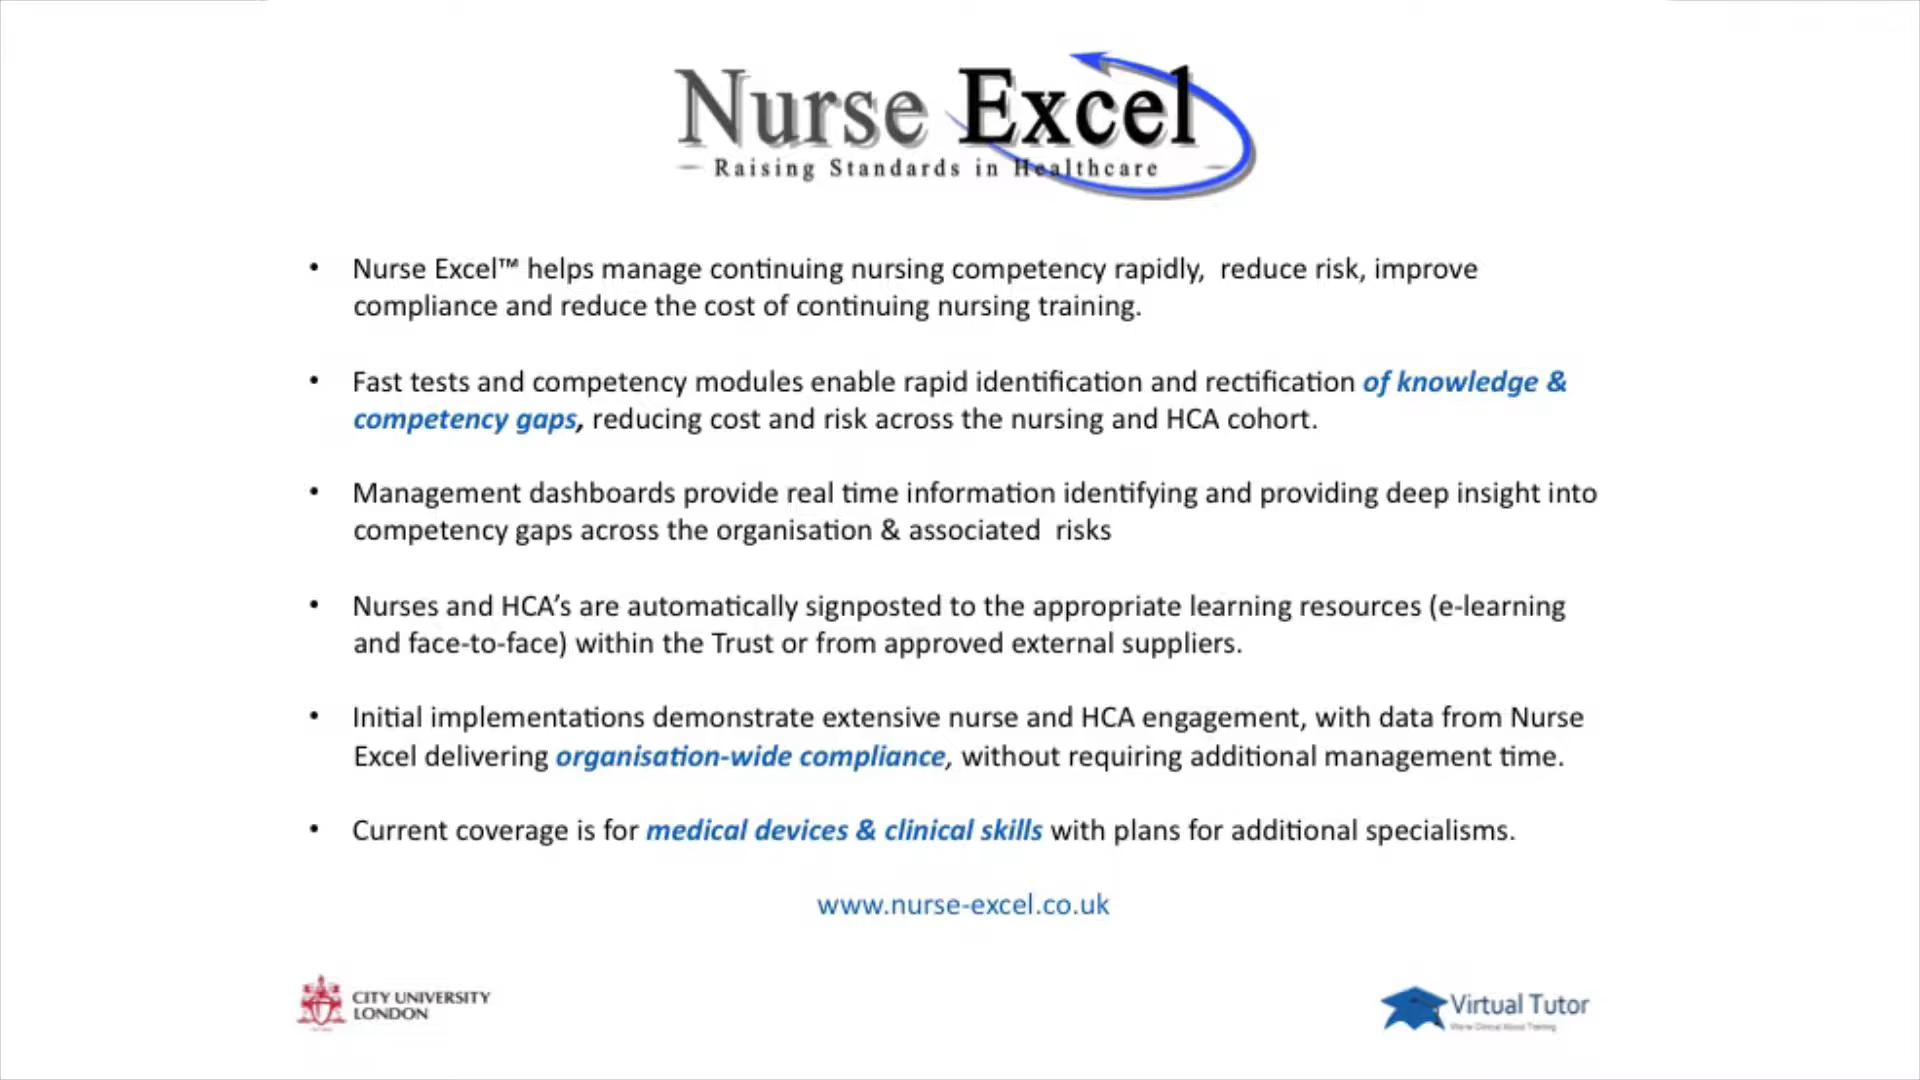 Nurse Excel
Raising Standards in Healthcare
• Nurse Excel™ helps manage continuing nursing competency rapidly,  reduce risk, improve
compliance and reduce the cost of continuing nursing training.
• Fast tests and competency modules enable rapid identification and rectification of knowledge &
competency gaps, reducing cost and risk across the nursing and HCA cohort.
• Management dashboards provide real time information identifying and providing deep insight into
competency gaps across the organisation & associated  risks
• Nurses and HCA’s are automatically signposted to the appropriate learning resources (e-learning
and face-to-face) within the Trust or from approved external suppliers.
• Initial implementations demonstrate extensive nurse and HCA engagement, with data from Nurse
Excel delivering organisation-wide compliance, without requiring additional management time.
• Current coverage is for medical devices & clinical skills with plans for additional specialisms.
www.nurse-excel.co.uk
CITY UNIVERSITY
LONDON
Virtual Tutor